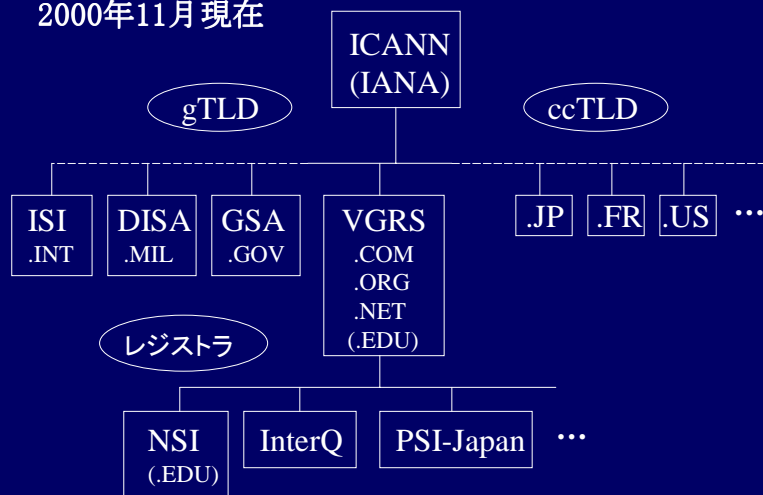 2000年11月現在
ICANN
(IANA)
gTLD
ccTLD
ISI
.INT
DISA
.MIL
GSA
.GOV
VGRS
.COM
.ORG
.NET
(.EDU)
.JP
.FR
.US
…
レジストラ
NSI
(.EDU)
InterQ
PSI-Japan
…